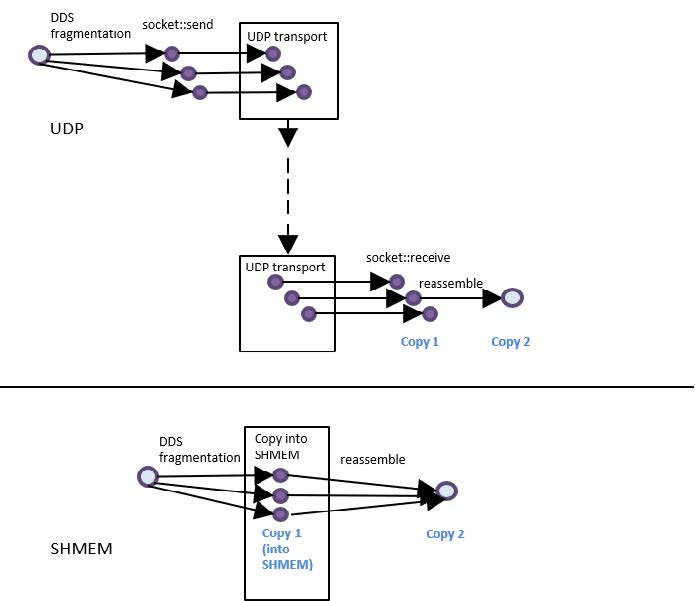 DDS
fragmentation
socket::send
UDP transport
UDP
UDP transport
socket::receive
reassemble
Copy 1
Copy 2
DDS
fragmentation
Copy into
SHMEM
reassemble
Copy 1
(into
SHMEM)
Copy 2
SHMEM